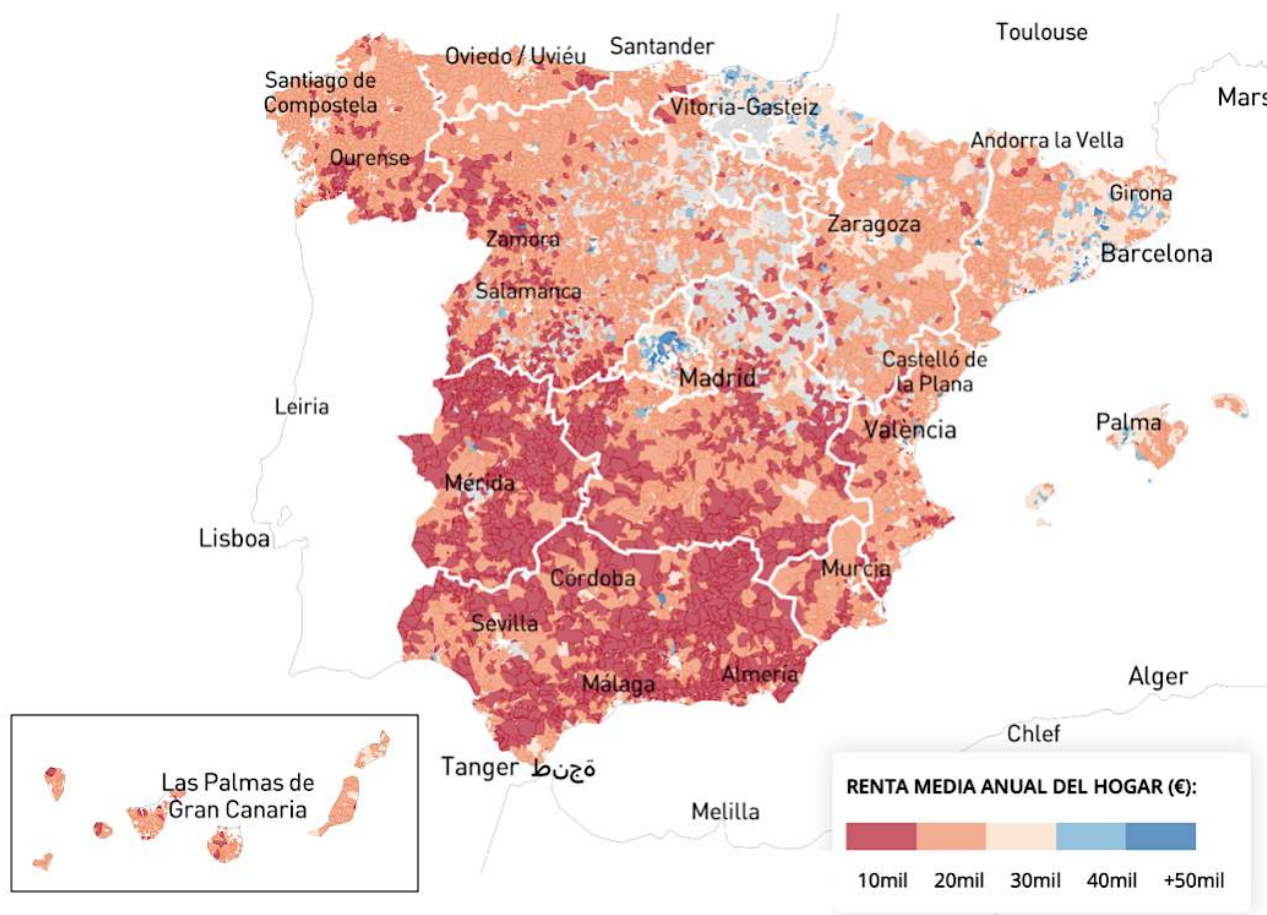 Toulouse
Santander
Oviedo / Uviéu
Santiago de
Compostela
Vitoria-Gasteiz
Mars
Andorra la Vella
Ourense
Girona
Zaragoza
Zamora
Barcelona
Salamanca
Castelló de
la Plana
Madrid
Leiria
Palma
València
Mérida
Lisboa
Murcia
Córdoba
Sevilla
Almería
Málaga
Alger
Chlef
Tanger ةجنط
Melilla
Las Palmas de
Gran Canaria
RENTA MEDIA ANUAL DEL HOGAR (€):
10mil 20mil 30mil 40mil +50mil